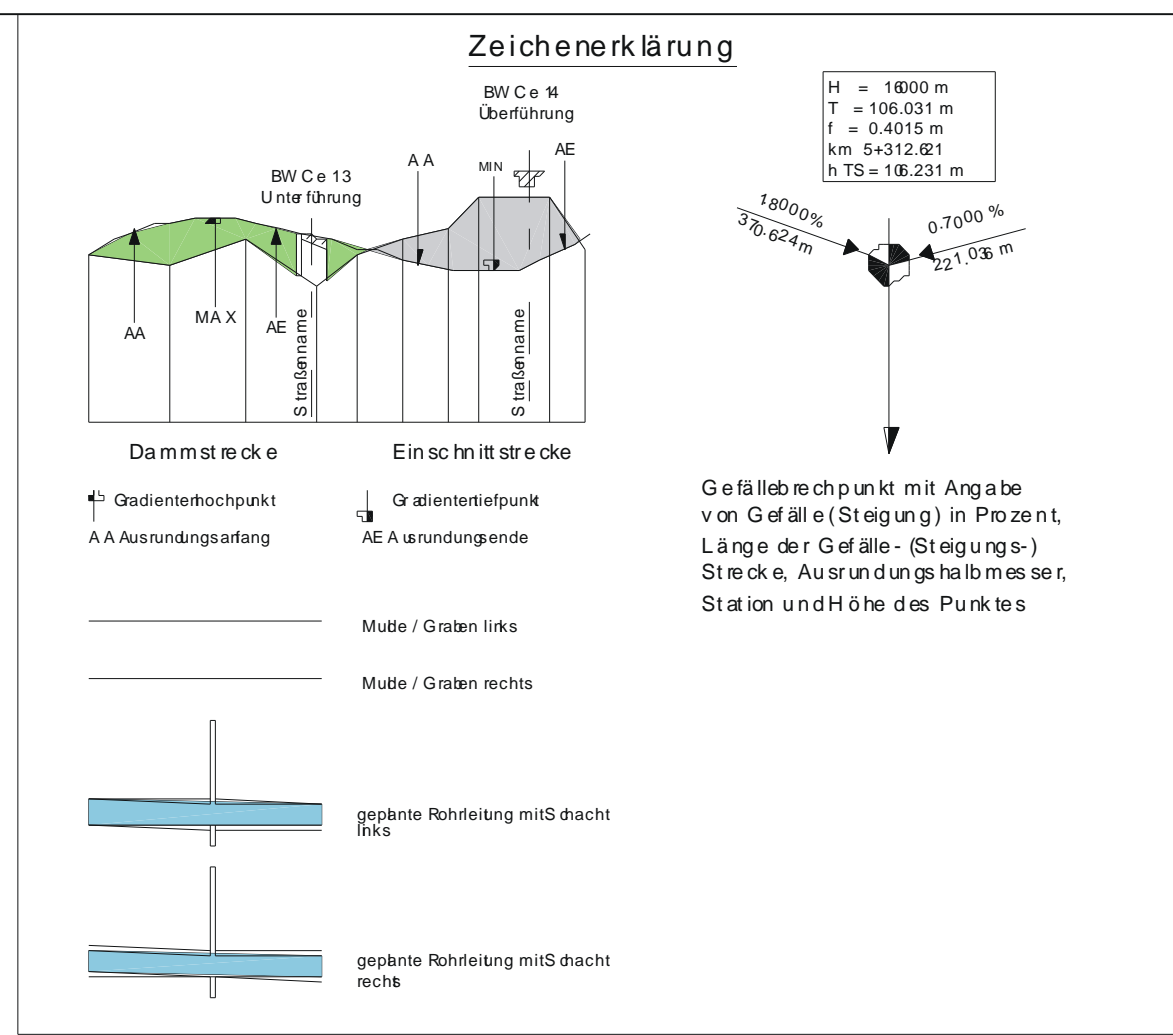 Zeichenerklärung
BW Ce 14
Überführung
BW Ce 13
Unterführung
AA
MIN
AE
AA
MAX
AE
Straßenname
Straßenname
Dammstrecke
Einschnittstrecke
Gradientenhochpunkt
Gradiententiefpunkt
AA Ausrundungsanfang
AE Ausrundungsende
Mulde / Graben links
Mulde / Graben rechts
geplante Rohrleitung mit Schacht
links
geplante Rohrleitung mit Schacht
rechts
H = 16000 m
T = 106.031 m
f = 0.4015 m
km 5+312.621
h TS = 106.231 m
1.8000%
370.624 m
0.7000 %
221.036 m
Gefällebrechpunkt mit Angabe
von Gefälle (Steigung) in Prozent,
Länge der Gefälle- (Steigungs-)
Strecke, Ausrundungshalbmesser,
Station und Höhe des Punktes